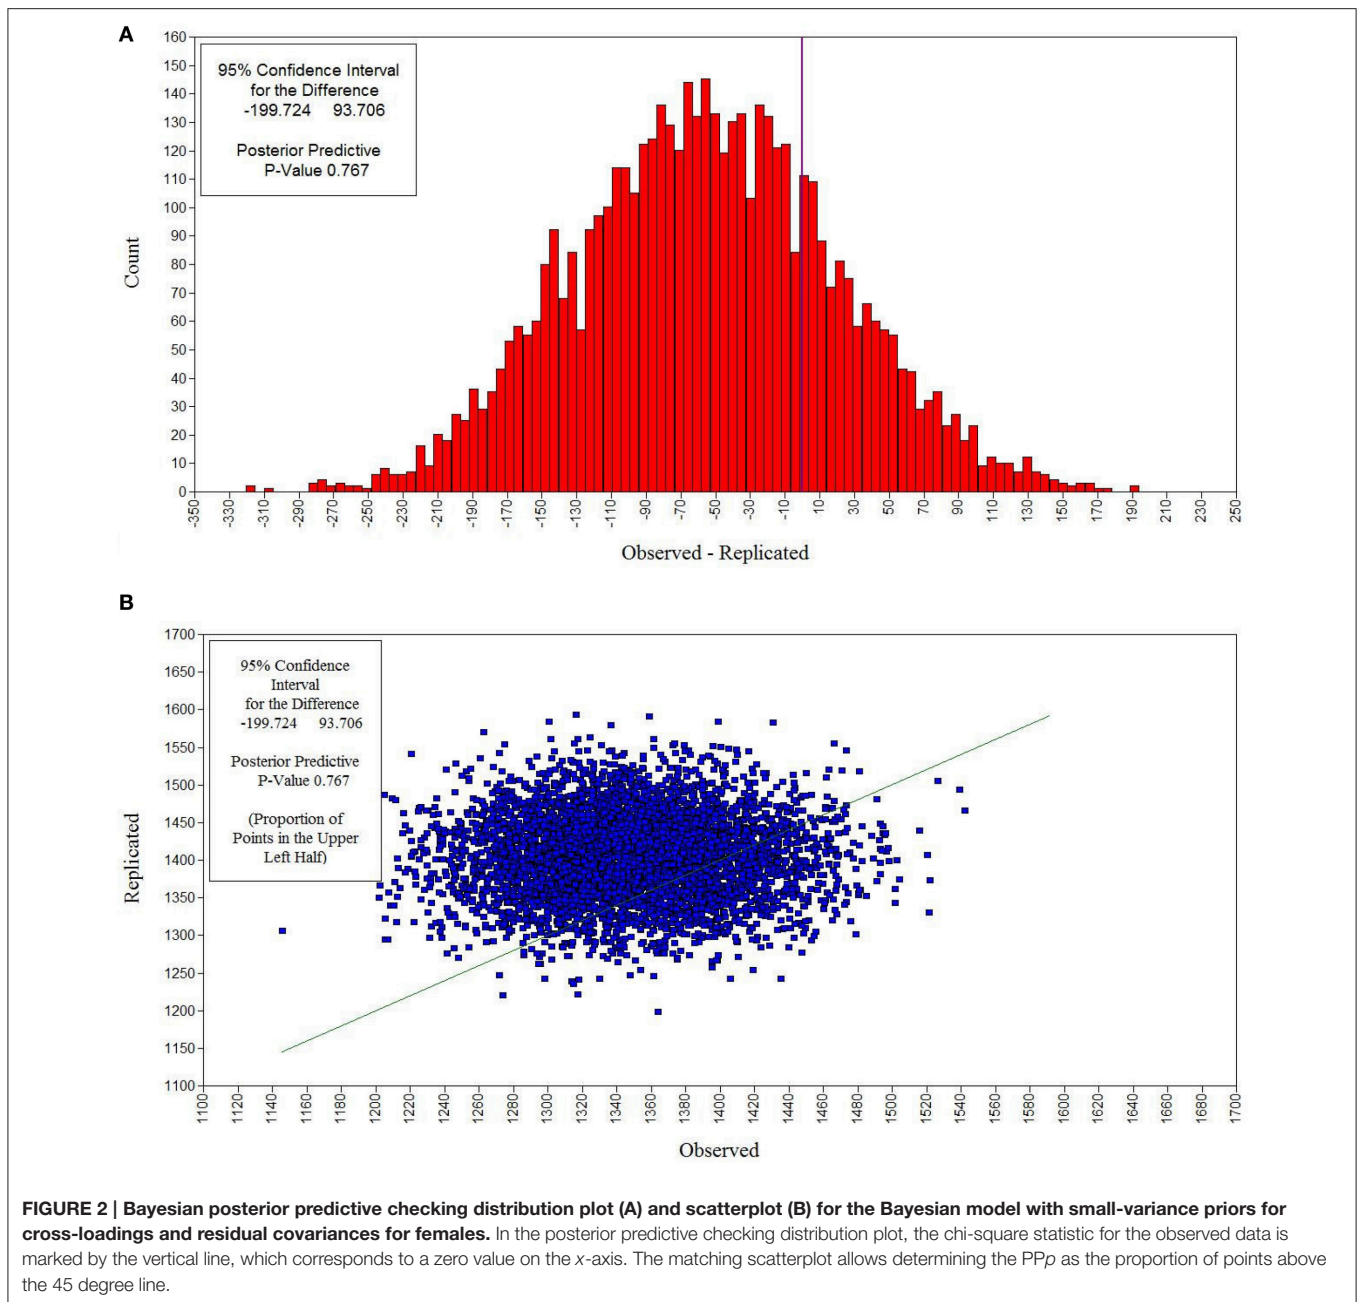 A
160
150
140
130
120
110
100
90
80
70
60
50
40
30
20
10
0
Count
95% Confidence Interval
for the Difference
-199.724 93.706
Posterior Predictive
P-Value 0.767
-350 -330 -310 -290 -270 -250 -230 -210 -190 -170 -150 -130 -110 -90 -70 -50 -30 -10 10 30 50 70 90 110 130 150 170 190 210 230 250
Observed - Replicated
B
1700
1650
1600
1550
1500
1450
1400
1350
1300
1250
1200
1150
1100
Replicated
95% Confidence
Interval
for the Difference
-199.724 93.706
Posterior Predictive
P-Value 0.767
(Proportion of
Points in the Upper
Left Half)
1100 1120 1140 1160 1180 1200 1220 1240 1260 1280 1300 1320 1340 1360 1380 1400 1420 1440 1460 1480 1500 1520 1540 1560 1580 1600 1620 1640 1660 1680 1700
Observed
FIGURE 2 | Bayesian posterior predictive checking distribution plot (A) and scatterplot (B) for the Bayesian model with small-variance priors for
cross-loadings and residual covariances for females. In the posterior predictive checking distribution plot, the chi-square statistic for the observed data is
marked by the vertical line, which corresponds to a zero value on the x-axis. The matching scatterplot allows determining the PPp as the proportion of points above
the 45 degree line.